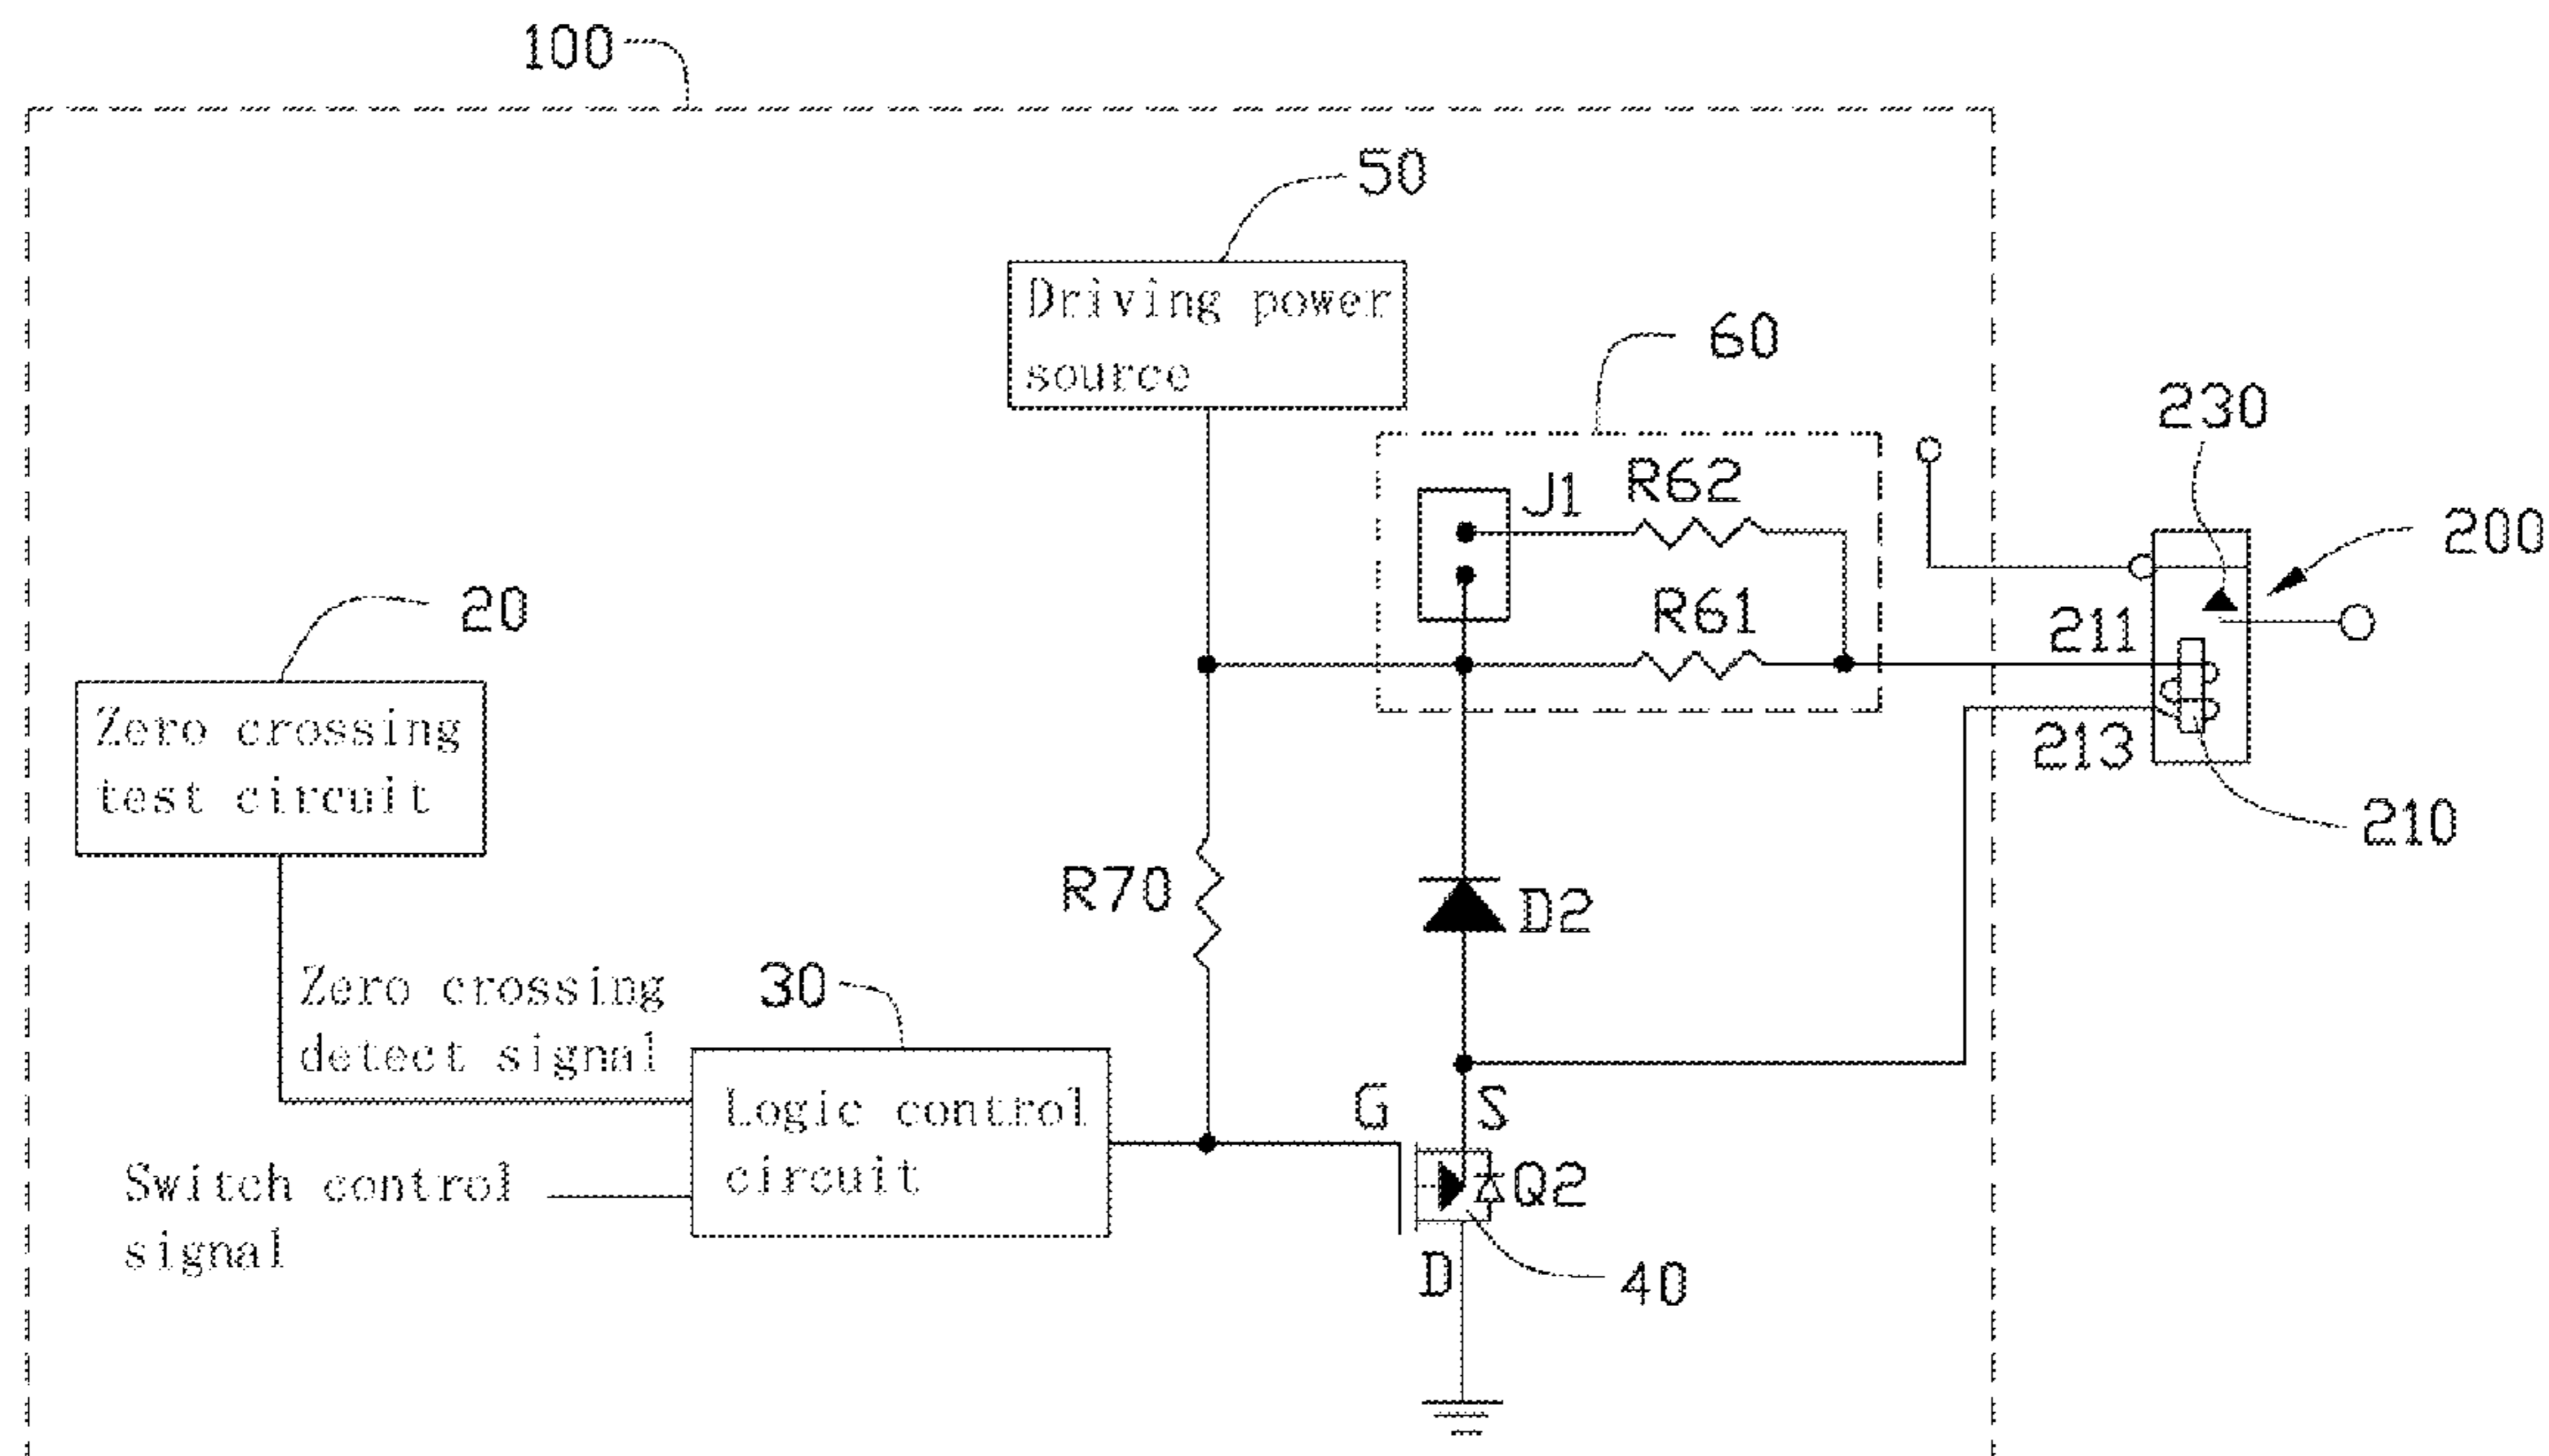 100
50
Driving power
source
60
230
J1
R62
200
20
R61
211
Zero crossing
test circuit
213
210
R70
D2
Zero crossing
detect signal
30
Logic control
circuit
G
S
Switch control
signal
Q2
D
40